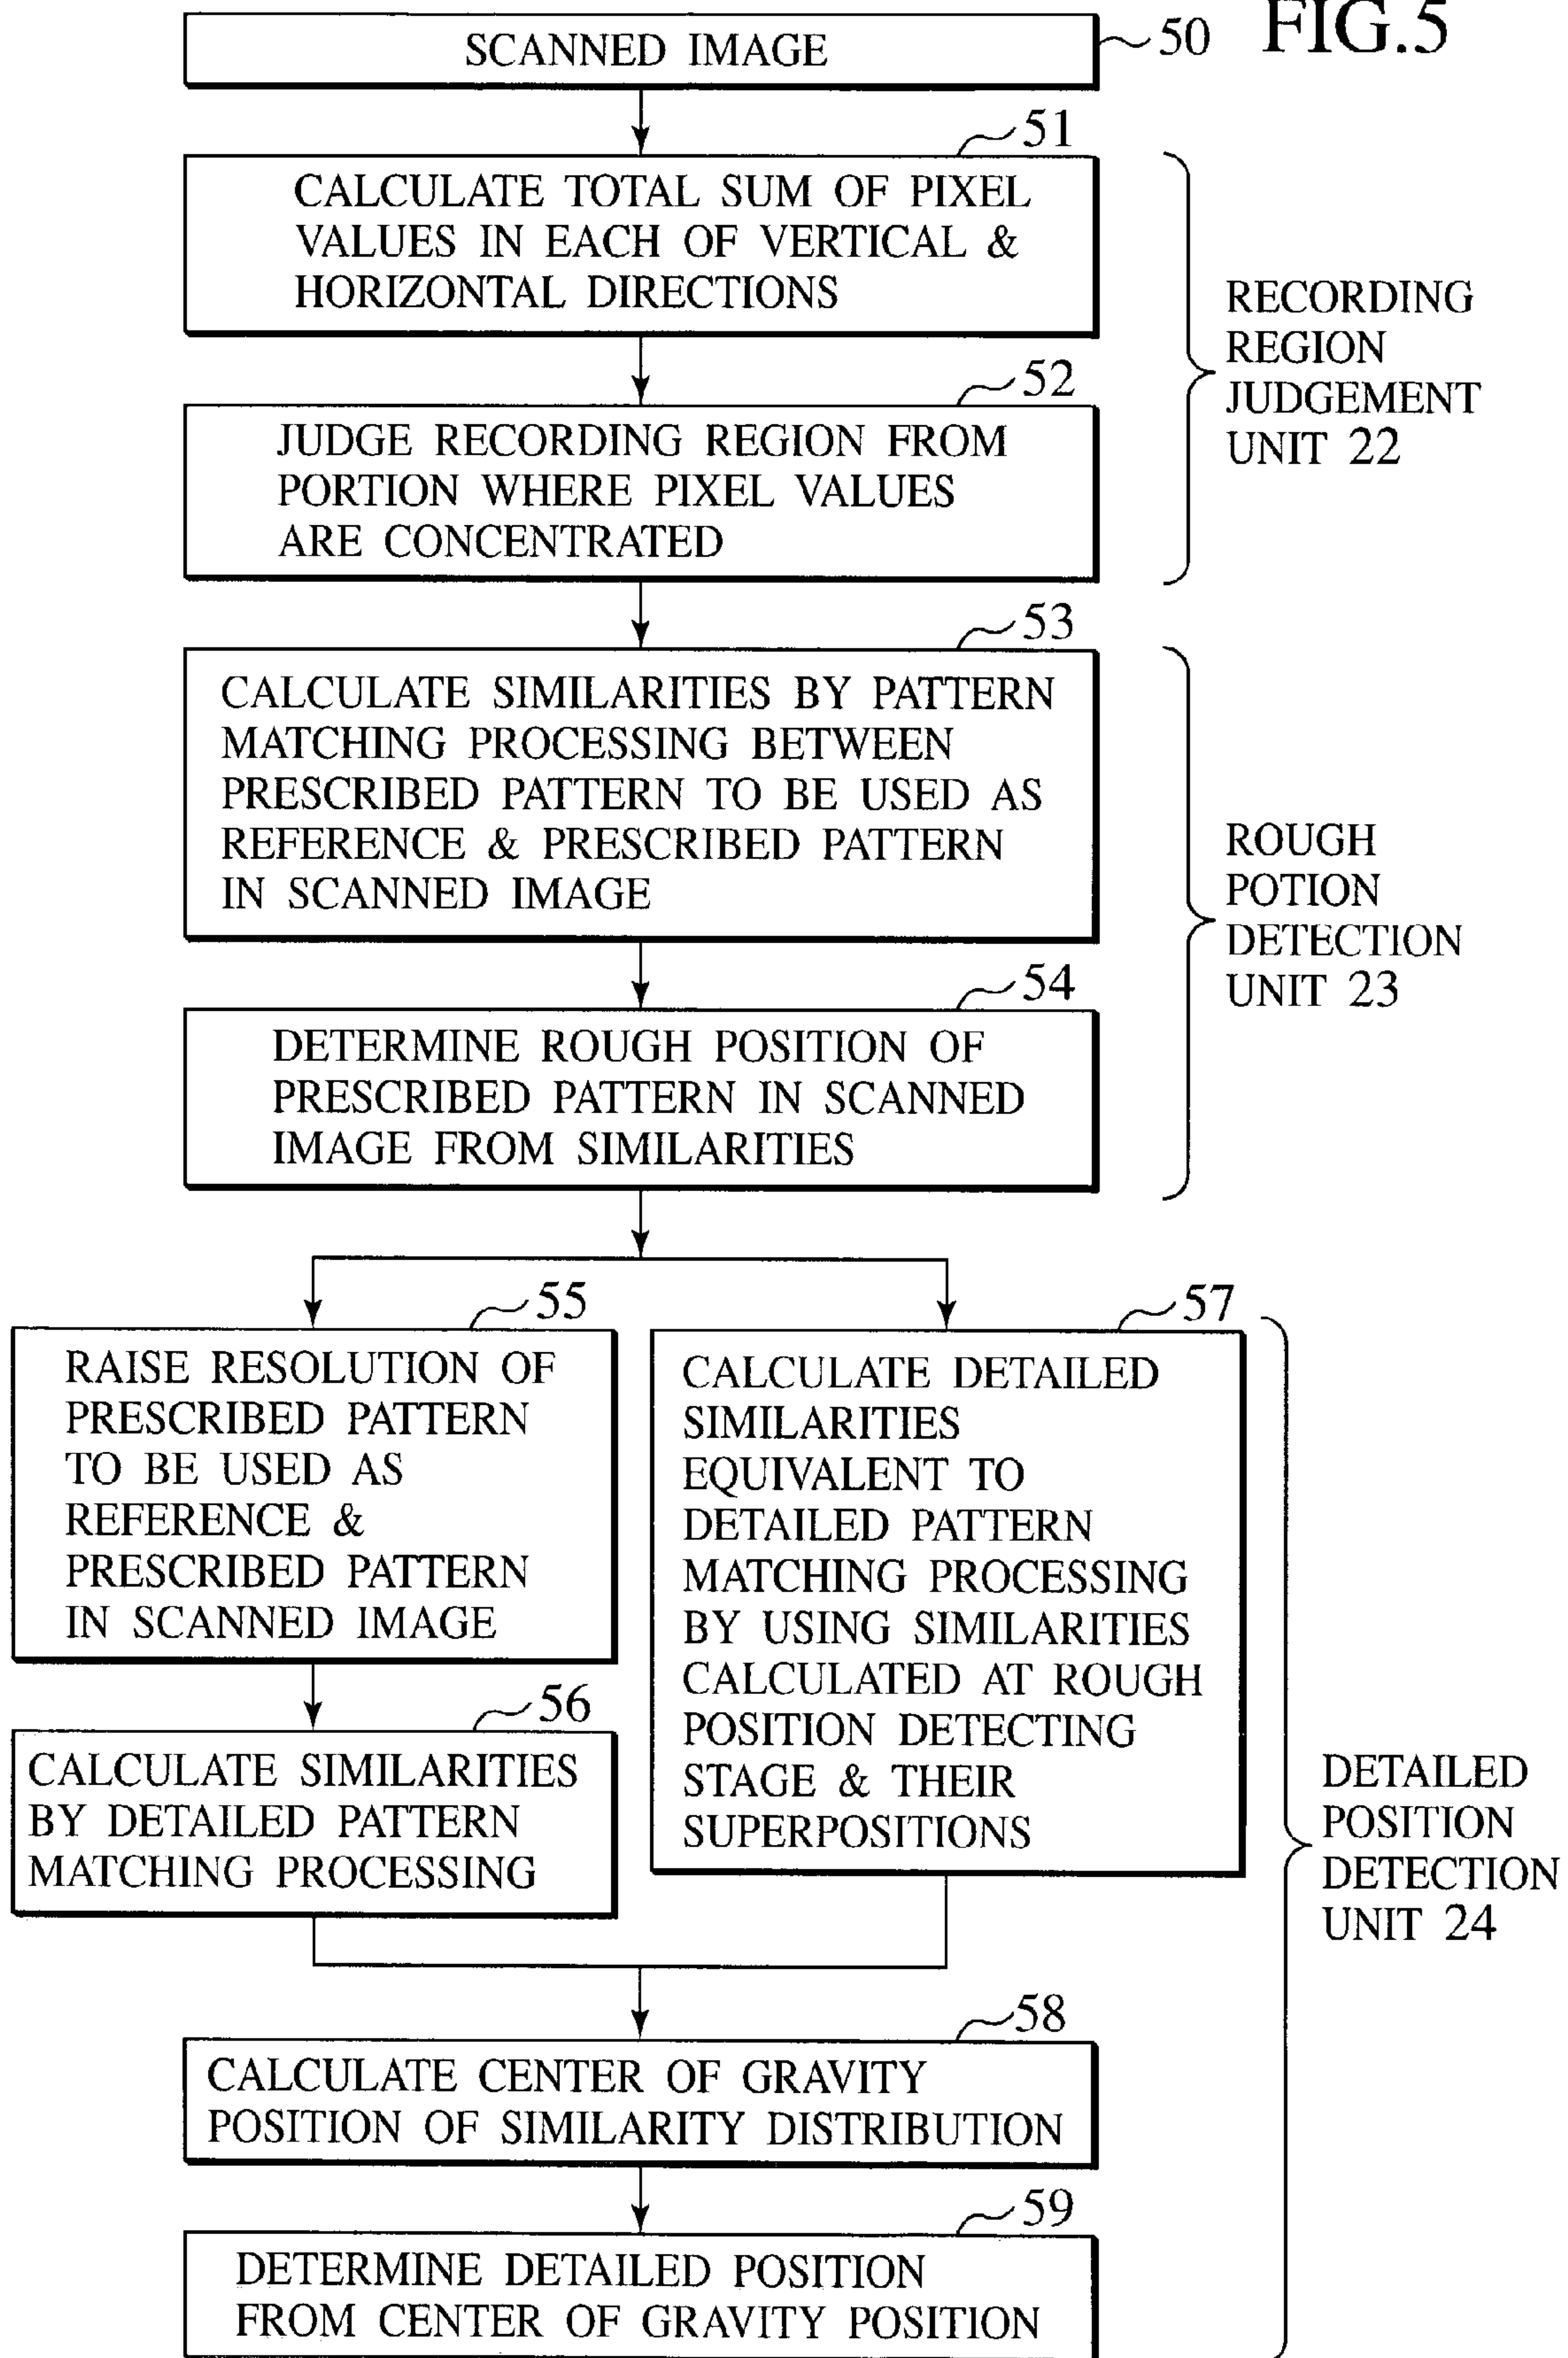 FIG.5
SCANNED IMAGE
50
51
CALCULATE TOTAL SUM OF PIXEL
VALUES IN EACH OF VERTICAL &
HORIZONTAL DIRECTIONS
52
JUDGE RECORDING REGION FROM
PORTION WHERE PIXEL VALUES
ARE CONCENTRATED
RECORDING
REGION
JUDGEMENT
UNIT 22
53
CALCULATE SIMILARITIES BY PATTERN
MATCHING PROCESSING BETWEEN
PRESCRIBED PATTERN TO BE USED AS
REFERENCE & PRESCRIBED PATTERN
IN SCANNED IMAGE
54
DETERMINE ROUGH POSITION OF
PRESCRIBED PATTERN IN SCANNED
IMAGE FROM SIMILARITIES
ROUGH
POTION
DETECTION
UNIT 23
55
RAISE RESOLUTION OF
PRESCRIBED PATTERN
TO BE USED AS
REFERENCE &
PRESCRIBED PATTERN
IN SCANNED IMAGE
56
CALCULATE SIMILARITIES
BY DETAILED PATTERN
MATCHING PROCESSING
57
CALCULATE DETAILED
SIMILARITIES
EQUIVALENT TO
DETAILED PATTERN
MATCHING PROCESSING
BY USING SIMILARITIES
CALCULATED AT ROUGH
POSITION DETECTING
STAGE & THEIR
SUPERPOSITIONS
58
CALCULATE CENTER OF GRAVITY
POSITION OF SIMILARITY DISTRIBUTION
59
DETERMINE DETAILED POSITION
FROM CENTER OF GRAVITY POSITION
DETAILED
POSITION
DETECTION
UNIT 24